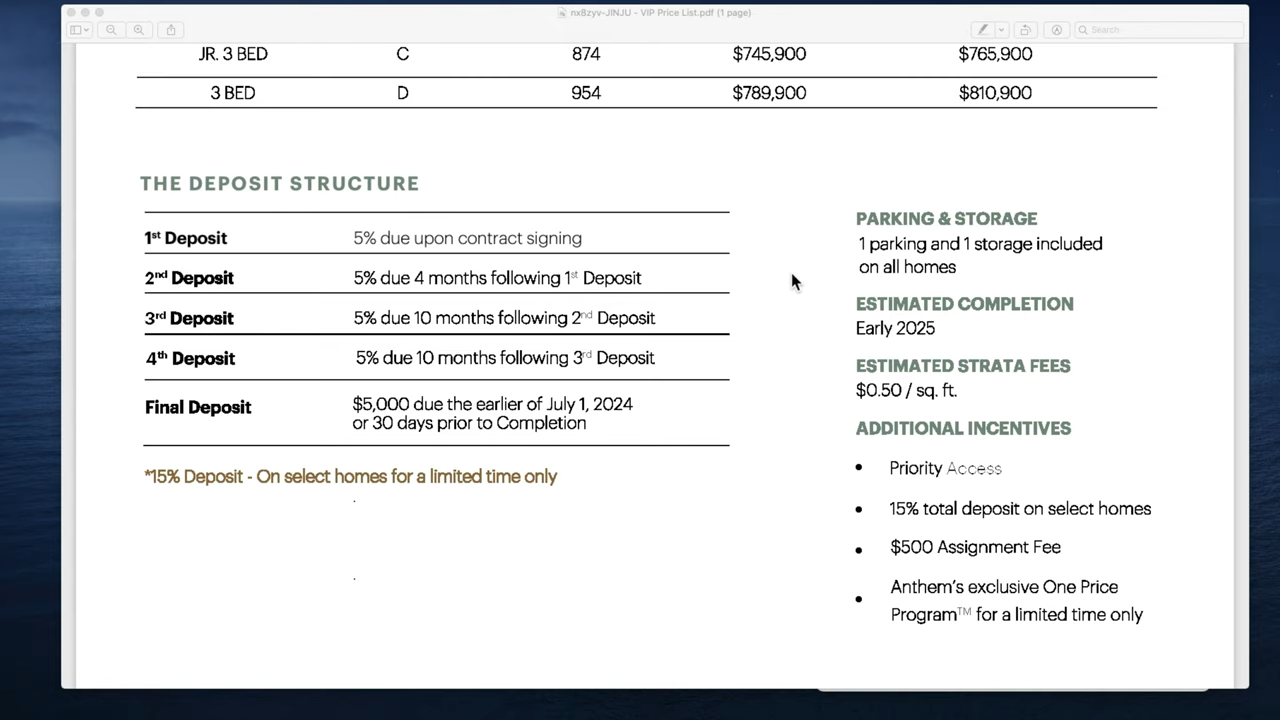 nx8zyv-JINJU - VIP Price List.pdf (1 page)
Search
JR. 3 BED C 874 $745,900 $765,900
3 BED D 954 $789,900 $810,900
THE DEPOSIT STRUCTURE
1st Deposit 5% due upon contract signing
2nd Deposit 5% due 4 months following 1st Deposit
3rd Deposit 5% due 10 months following 2nd Deposit
4th Deposit 5% due 10 months following 3rd Deposit
Final Deposit $5,000 due the earlier of July 1, 2024
or 30 days prior to Completion
*15% Deposit - On select homes for a limited time only
PARKING & STORAGE
1 parking and 1 storage included
on all homes
ESTIMATED COMPLETION
Early 2025
ESTIMATED STRATA FEES
$0.50 / sq. ft.
ADDITIONAL INCENTIVES
• Priority Access
• 15% total deposit on select homes
• $500 Assignment Fee
• Anthem's exclusive One Price
Program™ for a limited time only